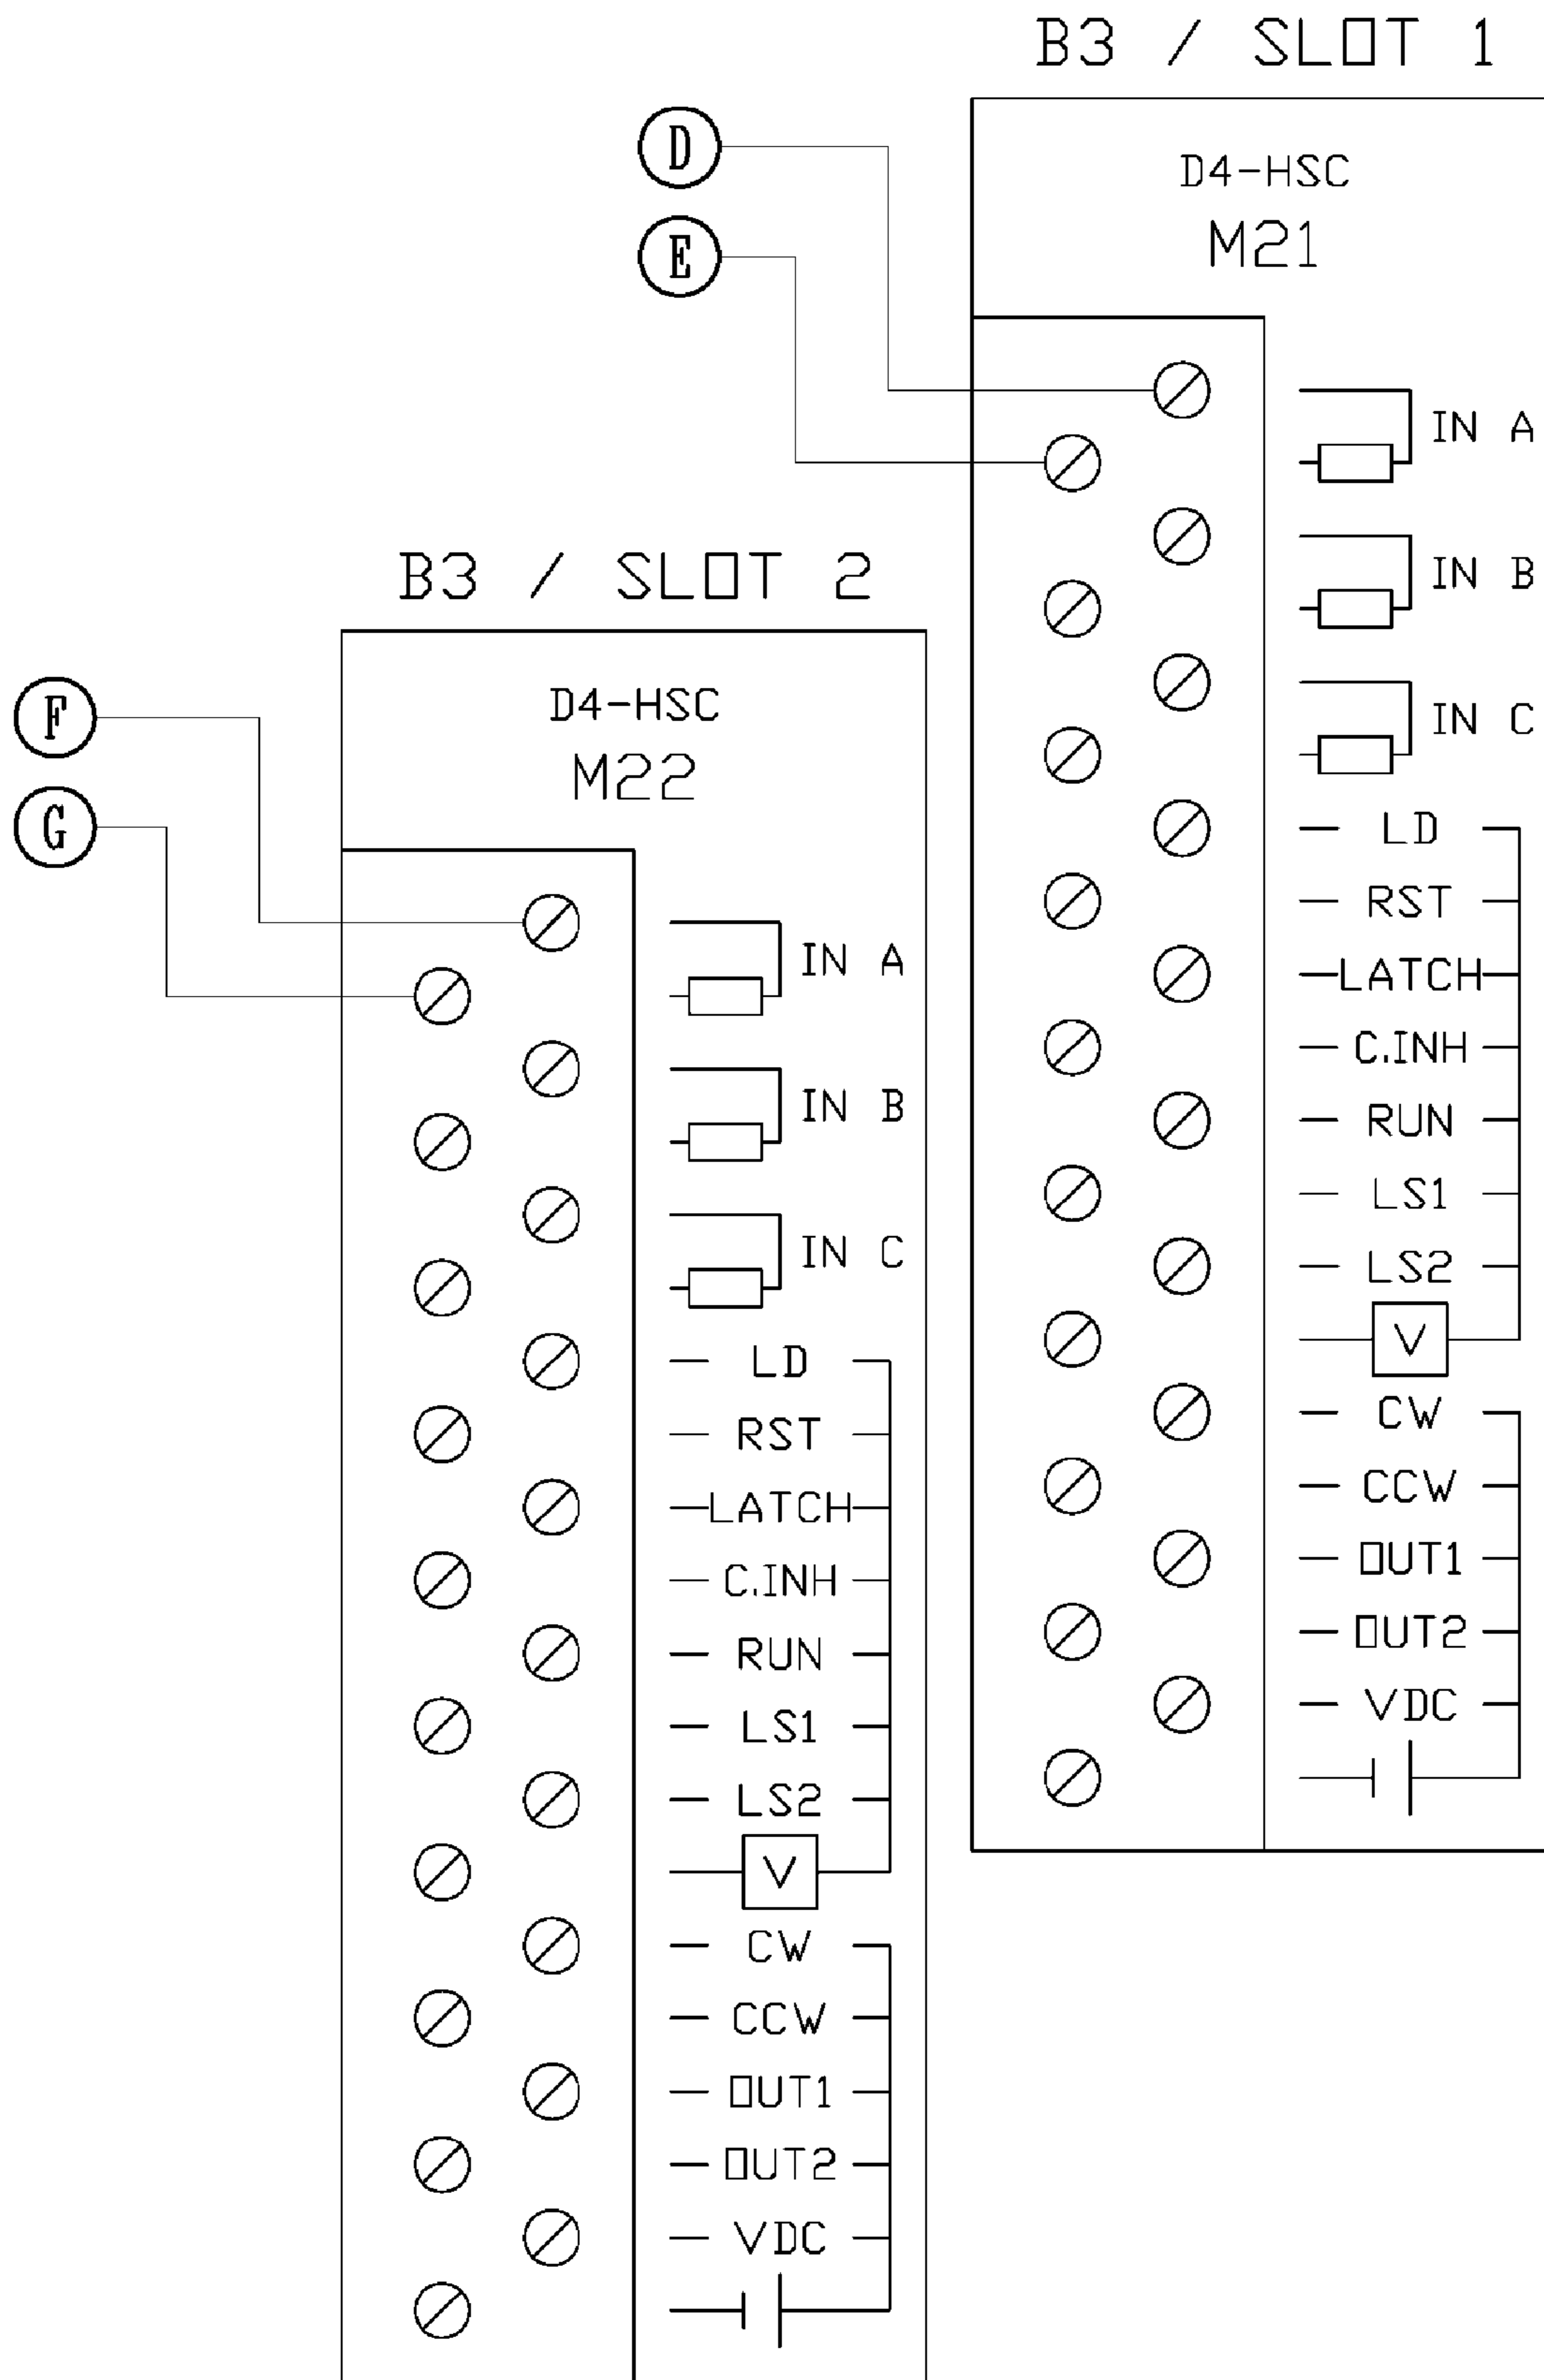 B3 / SLOT 1
D4-HSC
M21
D
E
IN A
IN B
IN C
LD
RST
LATCH
C.INH
RUN
LS1
LS2
V
CW
CCW
OUT1
OUT2
VDC
B3 / SLOT 2
D4-HSC
M22
F
G
IN A
IN B
IN C
LD
RST
LATCH
C.INH
RUN
LS1
LS2
V
CW
CCW
OUT1
OUT2
VDC